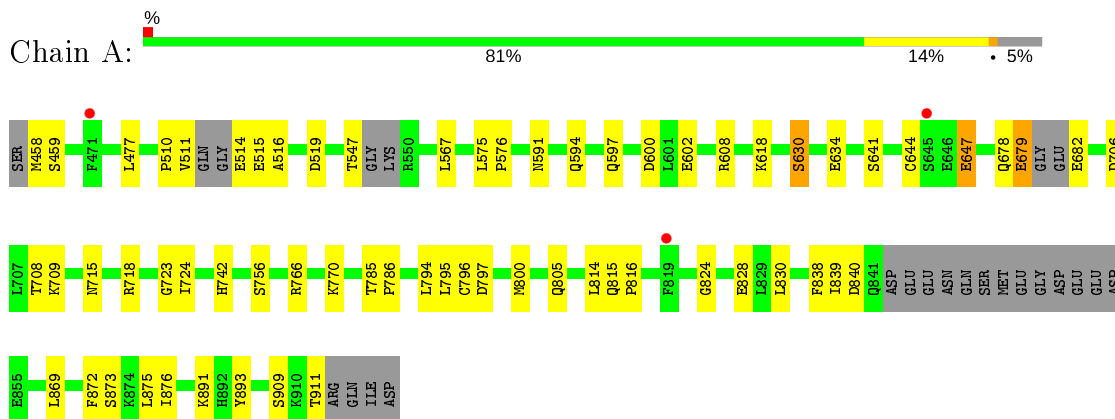 %
Chain A:
81% 14% • 5%
SER M458 S459 F471 L477 P510 V511 GLN GLY E514 E515 A516 D519 T547 GLY LYS R550 L567 L575 P576 N591 Q594 Q597 D600 L601 E602 R608 K618 S630 E634 S641 C644 S645 E646 E647 Q678 E679 GLY GLU E682
L707 T708 K709 N715 R718 G723 I724 H742 S756 R766 K770 T785 P786 L794 L795 C796 D797 M800 Q805 L814 Q815 P816 F819 G824 E828 L829 L830 F838 I839 D840 Q841 ASP GLU GLU ASN GLN SER MET GLU GLY ASP GLU GLU ASP
E855 L869 F872 S873 K874 L875 I876 K891 H892 Y893 S909 K910 T911 ARG GLN ILE ASP